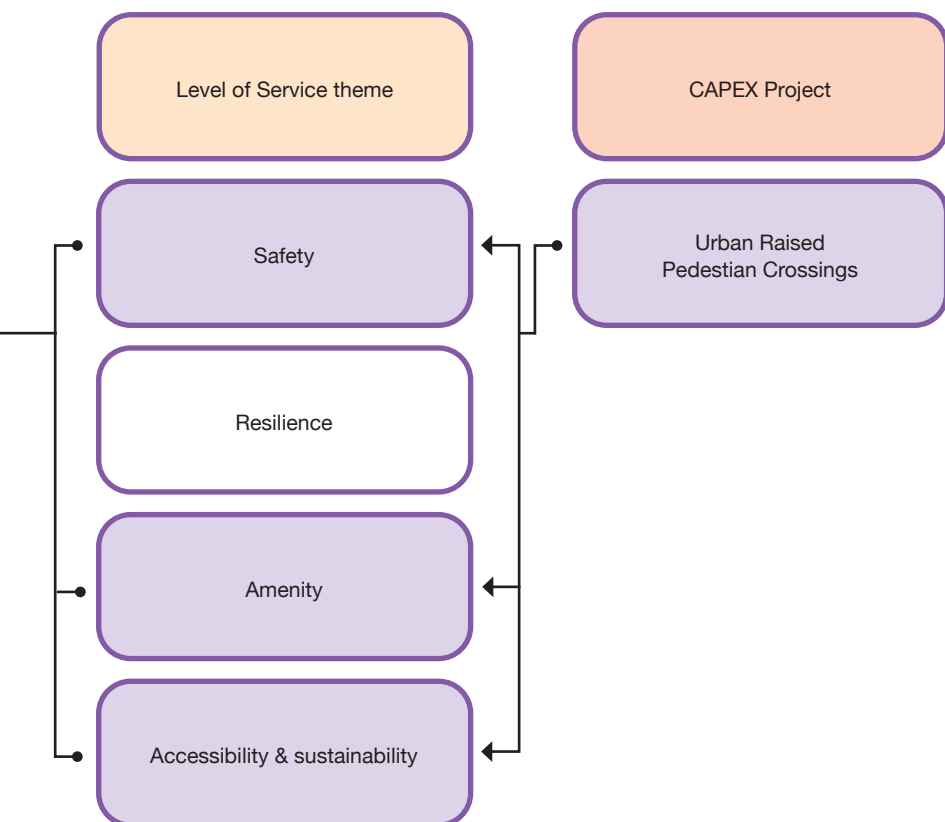 Level of Service theme
CAPEX Project
Safety
Urban Raised
Pedestian Crossings
Resilience
Amenity
Accessibility & sustainability